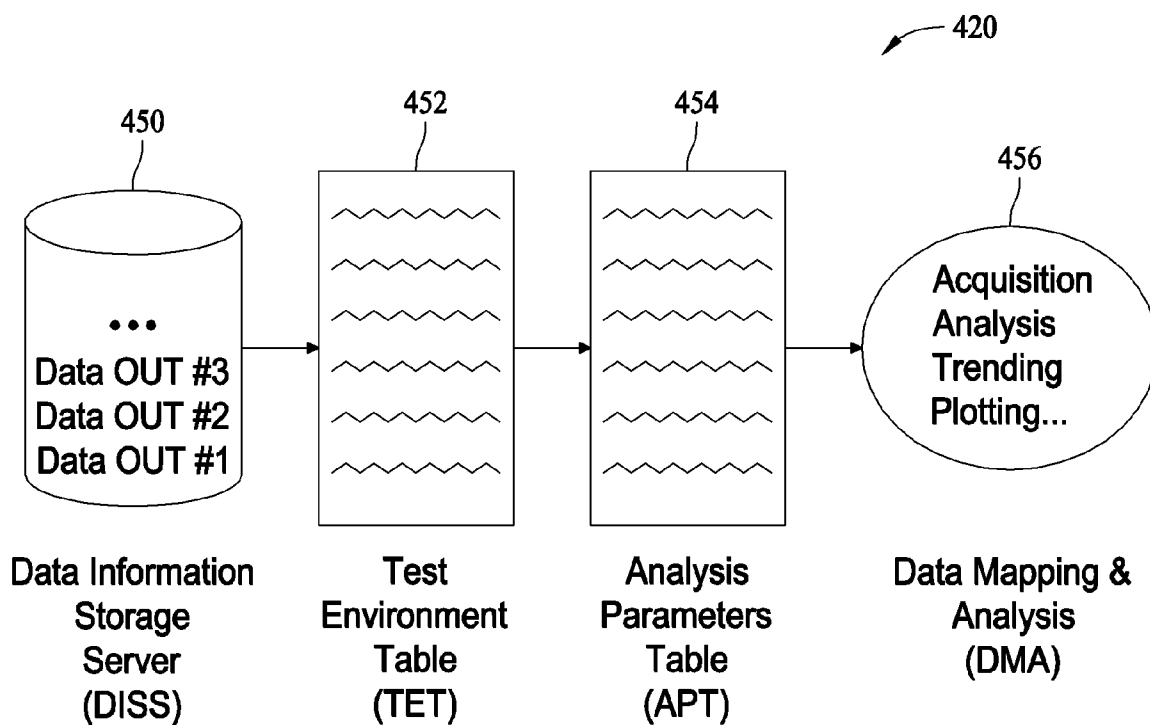 420
450
452
454
456
•••
Data OUT #3
Data OUT #2
Data OUT #1
Acquisition
Analysis
Trending
Plotting...
Data Information
Storage
Server
(DISS)
Test
Environment
Table
(TET)
Analysis
Parameters
Table
(APT)
Data Mapping &
Analysis
(DMA)